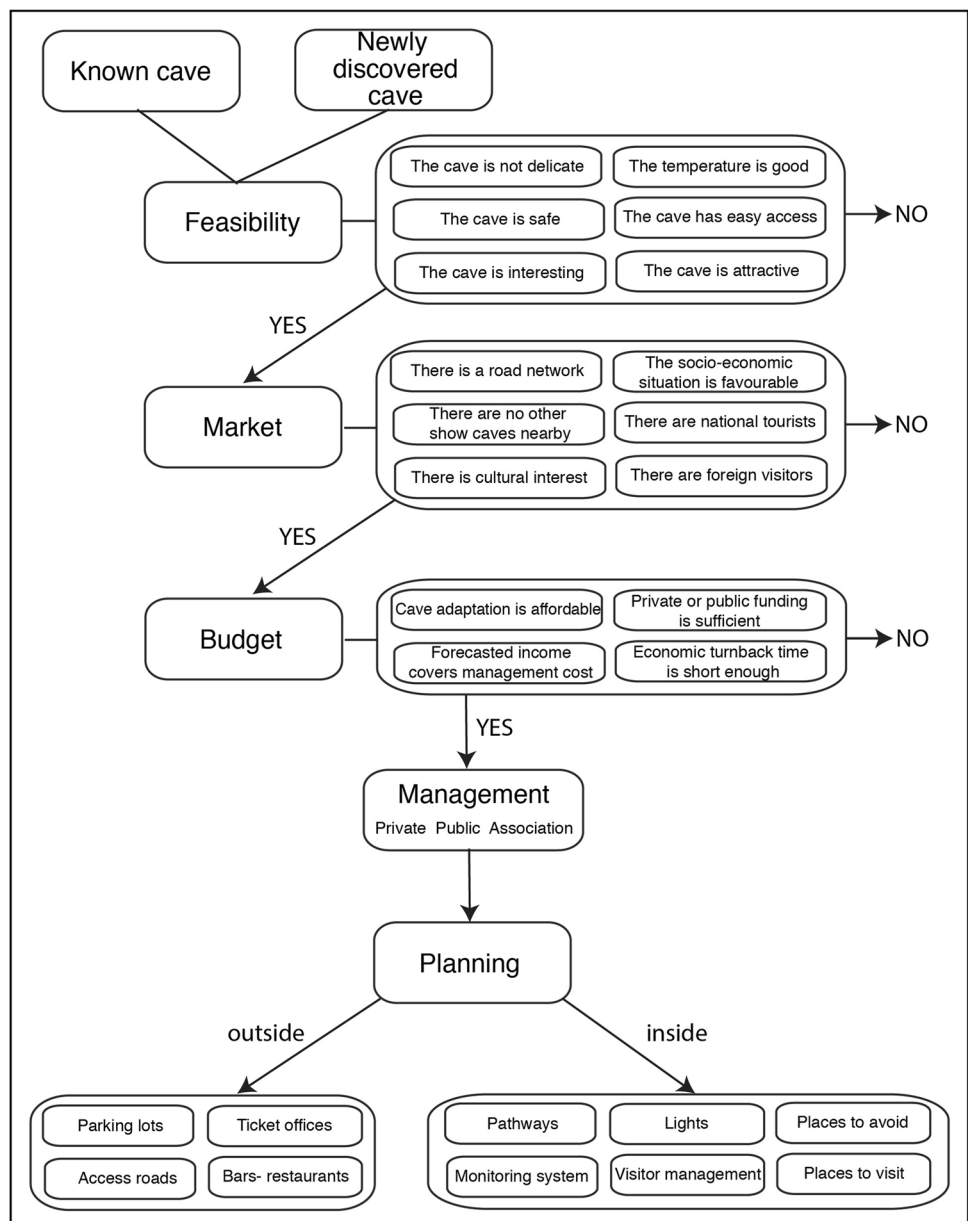 Known cave
Newly
discovered
cave
Feasibility
The cave is not delicate
The temperature is good
The cave is safe
The cave has easy access
The cave is interesting
The cave is attractive
NO
YES
Market
There is a road network
The socio-economic
situation is favourable
There are no other
show caves nearby
There are national tourists
There is cultural interest
There are foreign visitors
NO
YES
Budget
Cave adaptation is affordable
Private or public funding
is sufficient
Forecasted income
covers management cost
Economic turnback time
is short enough
NO
YES
Management
Private Public Association
Planning
outside
inside
Parking lots
Ticket offices
Access roads
Bars- restaurants
Pathways
Lights
Places to avoid
Monitoring system
Visitor management
Places to visit